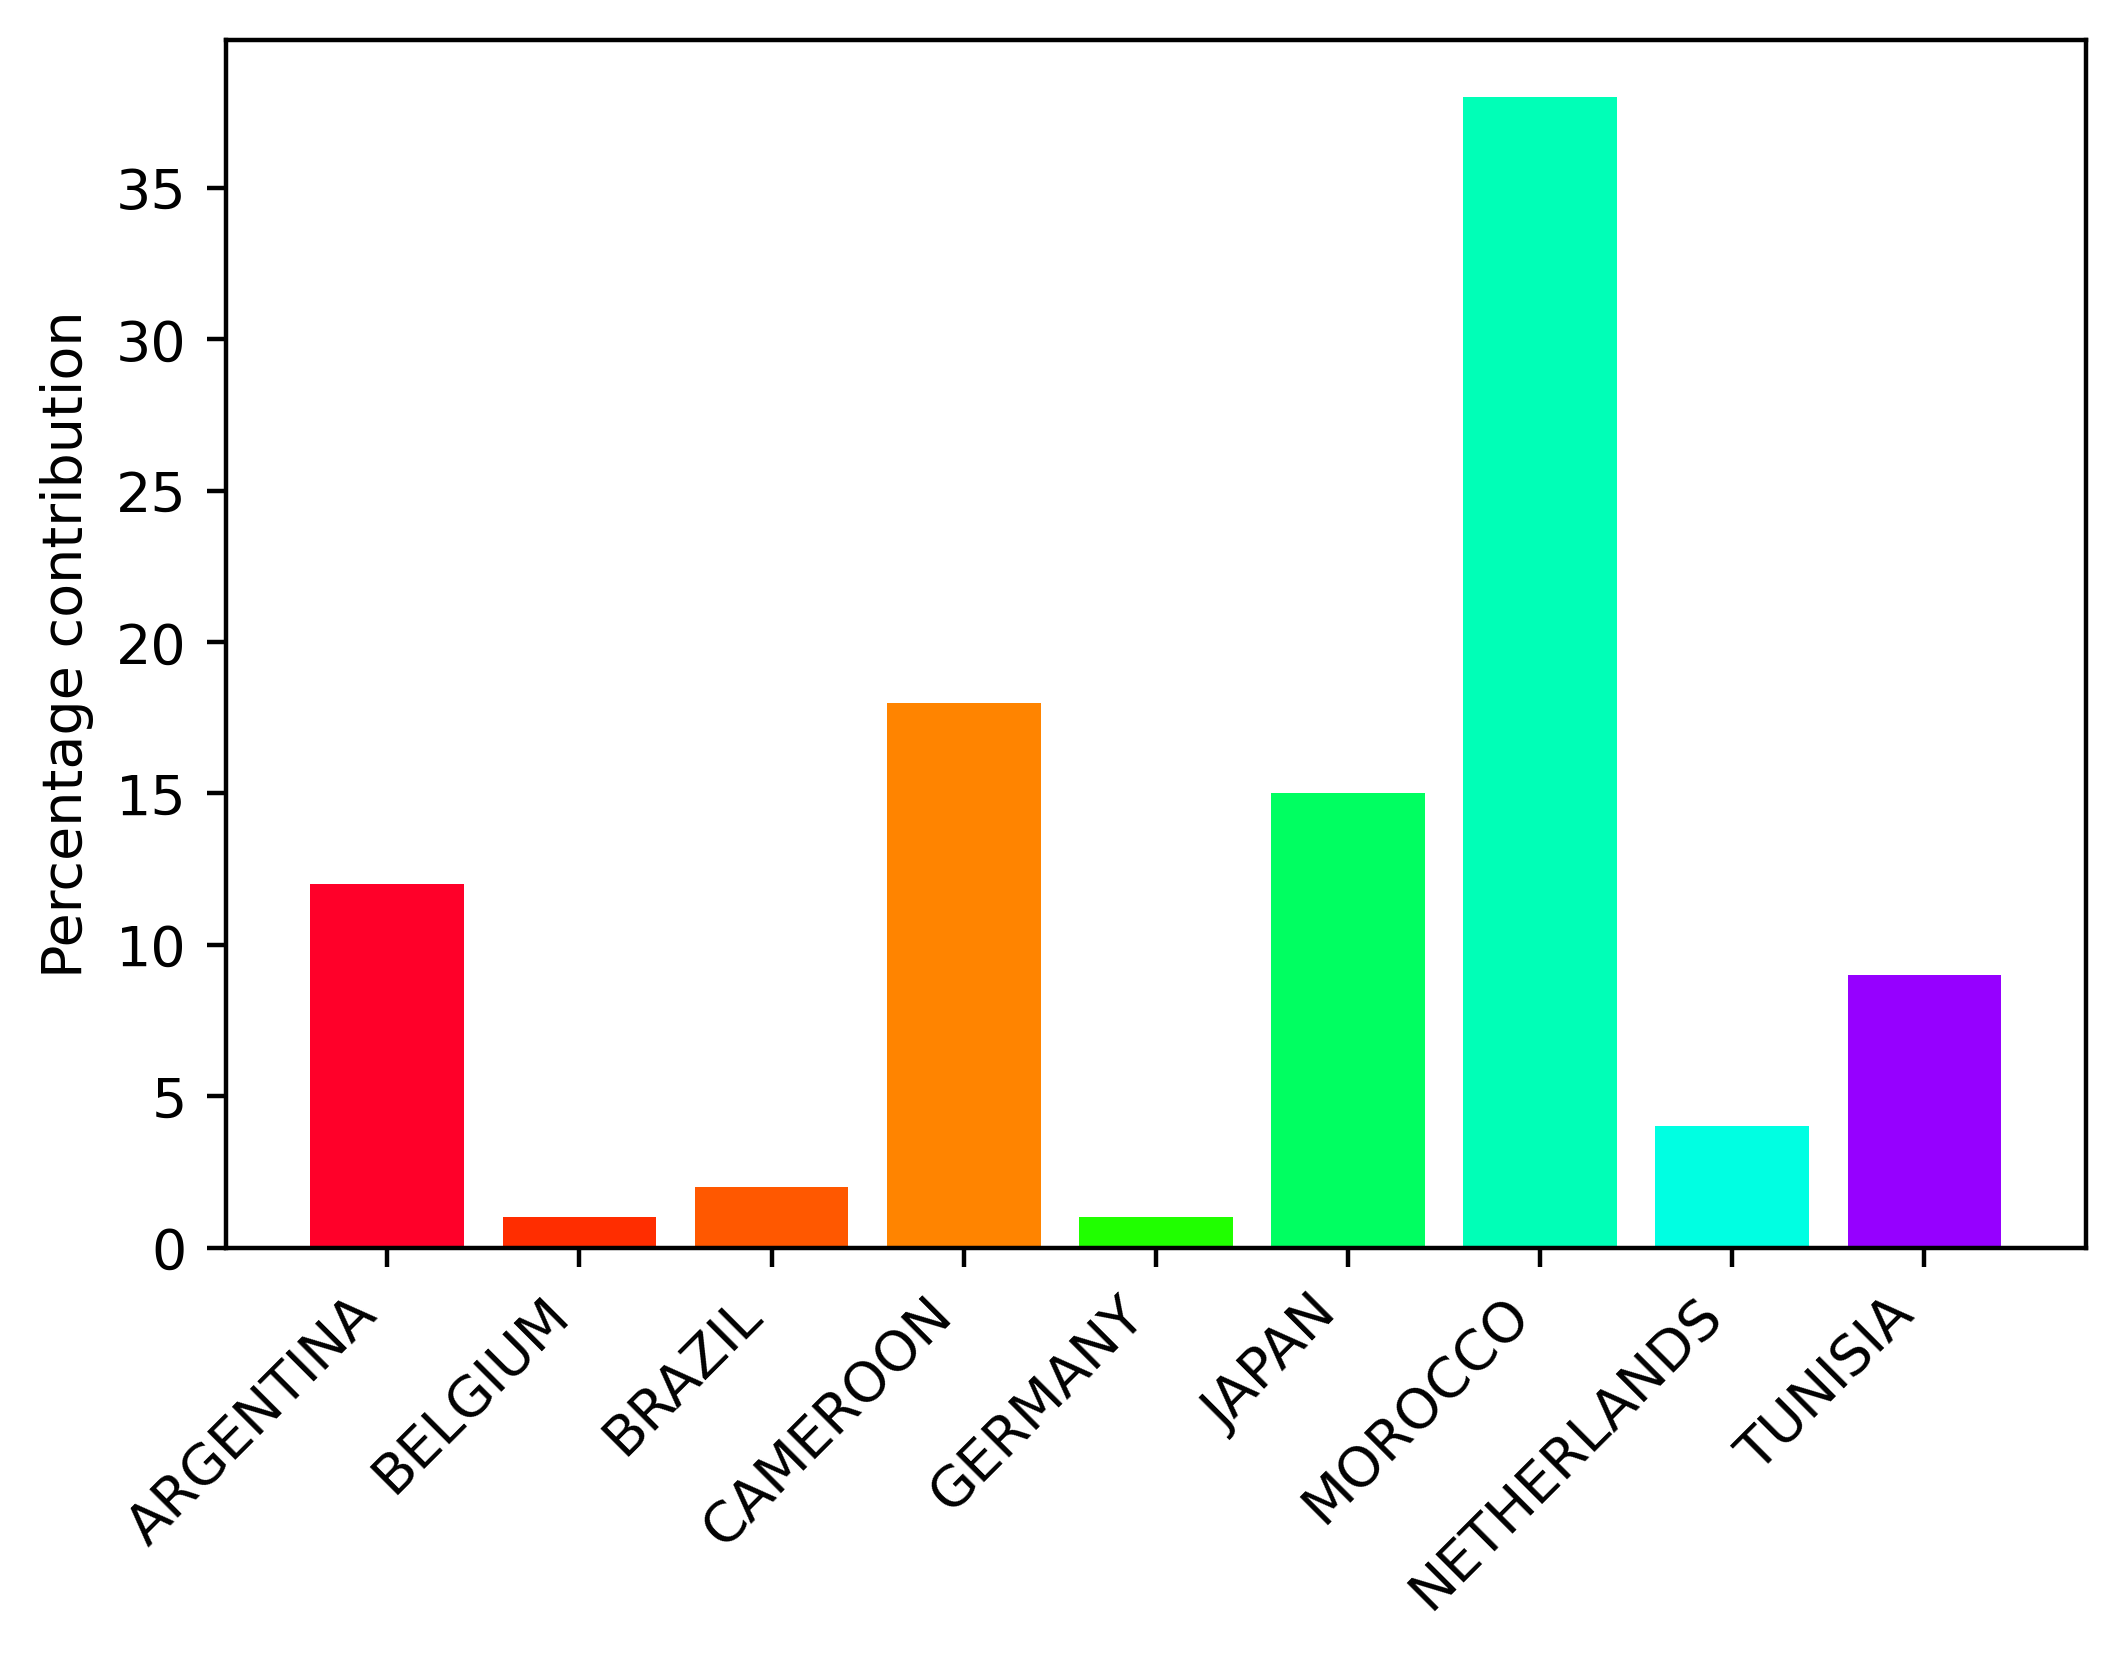 Percentage contribution
35
30
25
20
15
10
5
0
ARGENTINA
BELGIUM
BRAZIL
CAMEROON
GERMANY
JAPAN
MOROCCO
NETHERLANDS
TUNISIA